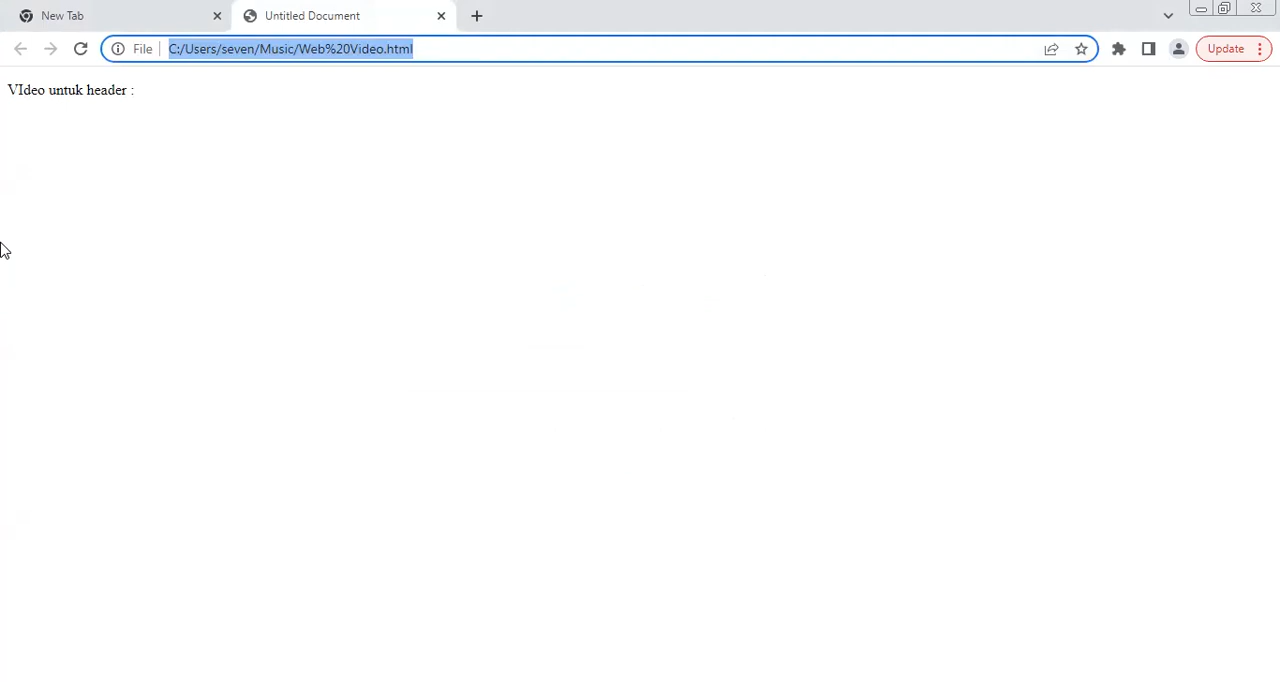 New Tab
Untitled Document
File
C:/Users/seven/Music/Web%20Video.html
Update
VIdeo untuk header :